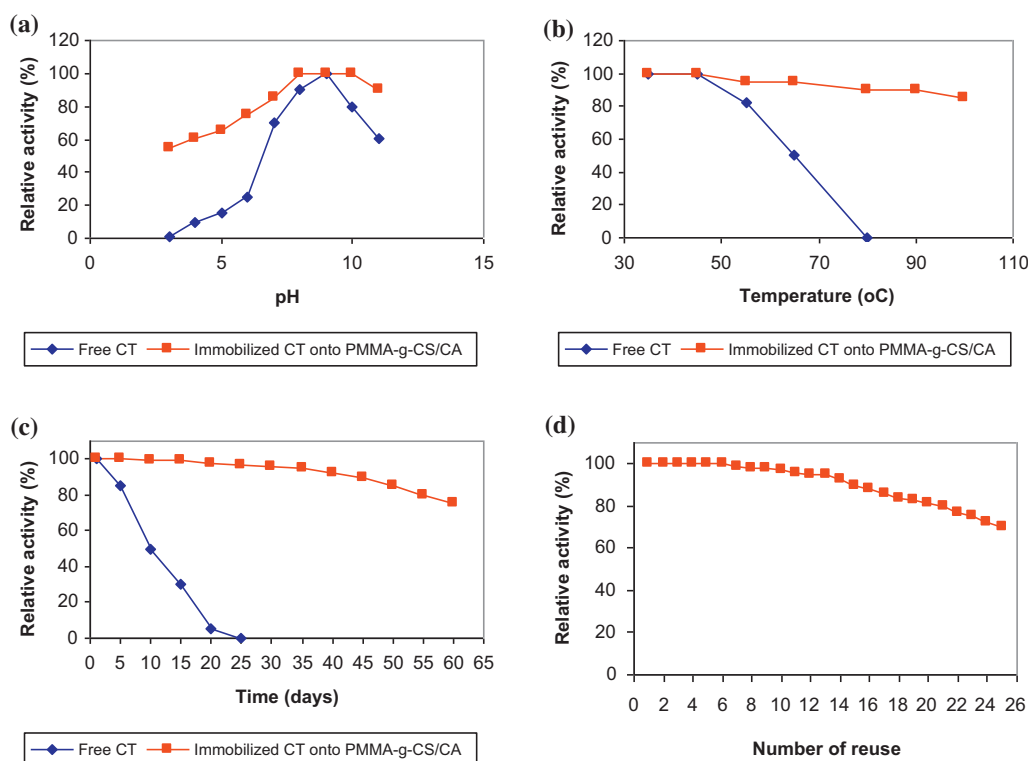 (a)
120
100
80
60
40
20
0
Relative activity (%)
0 5 10 15
pH
Free CT Immobilized CT onto PMMA-g-CS/CA
(b)
120
100
80
60
40
20
0
Relative activity (%)
30 50 70 90 110
Temperature (oC)
Free CT Immobilized CT onto PMMA-g-CS/CA
(c)
100
80
60
40
20
0
Relative activity (%)
0 5 10 15 20 25 30 35 40 45 50 55 60 65
Time (days)
Free CT Immobilized CT onto PMMA-g-CS/CA
(d)
100
80
60
40
20
0
Relative activity (%)
0 2 4 6 8 10 12 14 16 18 20 22 24 26
Number of reuse